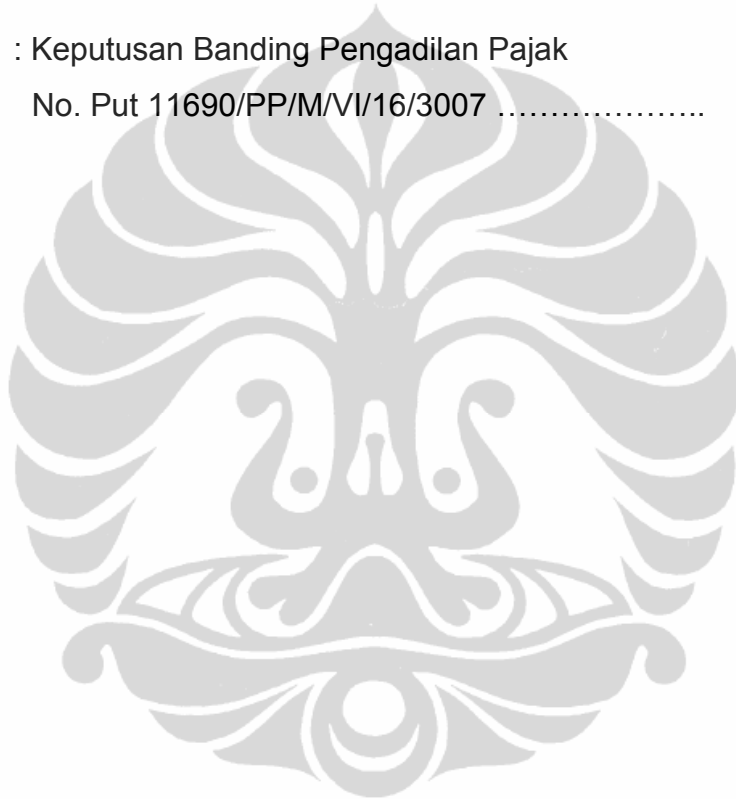 : Keputusan Banding Pengadilan Pajak
No. Put 11690/PP/M/VI/16/3007 ………………..